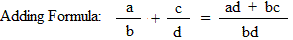 Adding Formula: a/b + c/d = ad + bc/bd